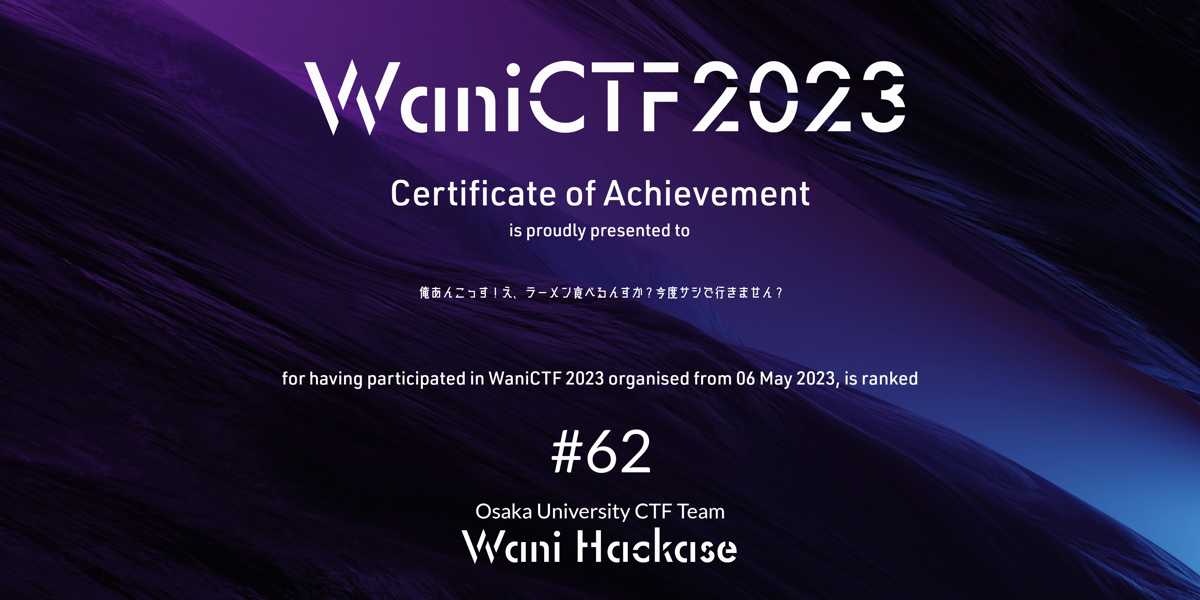 WaniCTF2023
Certificate of Achievement
is proudly presented to
俺あんこっす！え、ラーメン食べるんすか？今度サシで行きません？
for having participated in WaniCTF 2023 organised from 06 May 2023, is ranked
#62
Osaka University CTF Team
Wani Hackase